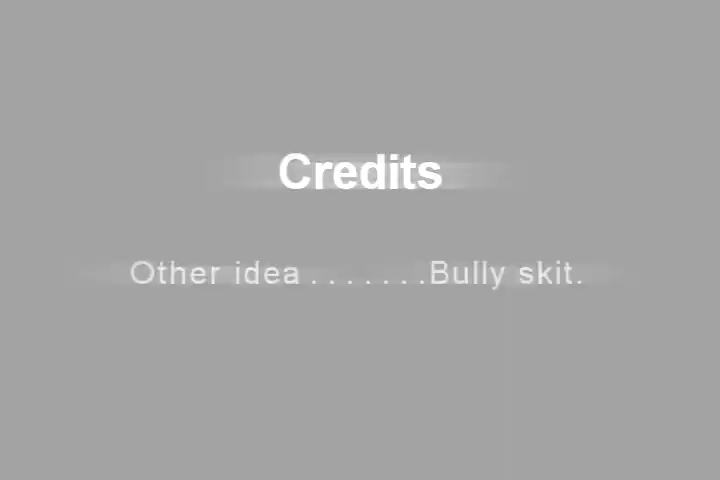 Credits
Other idea . . . . . . .Bully skit.